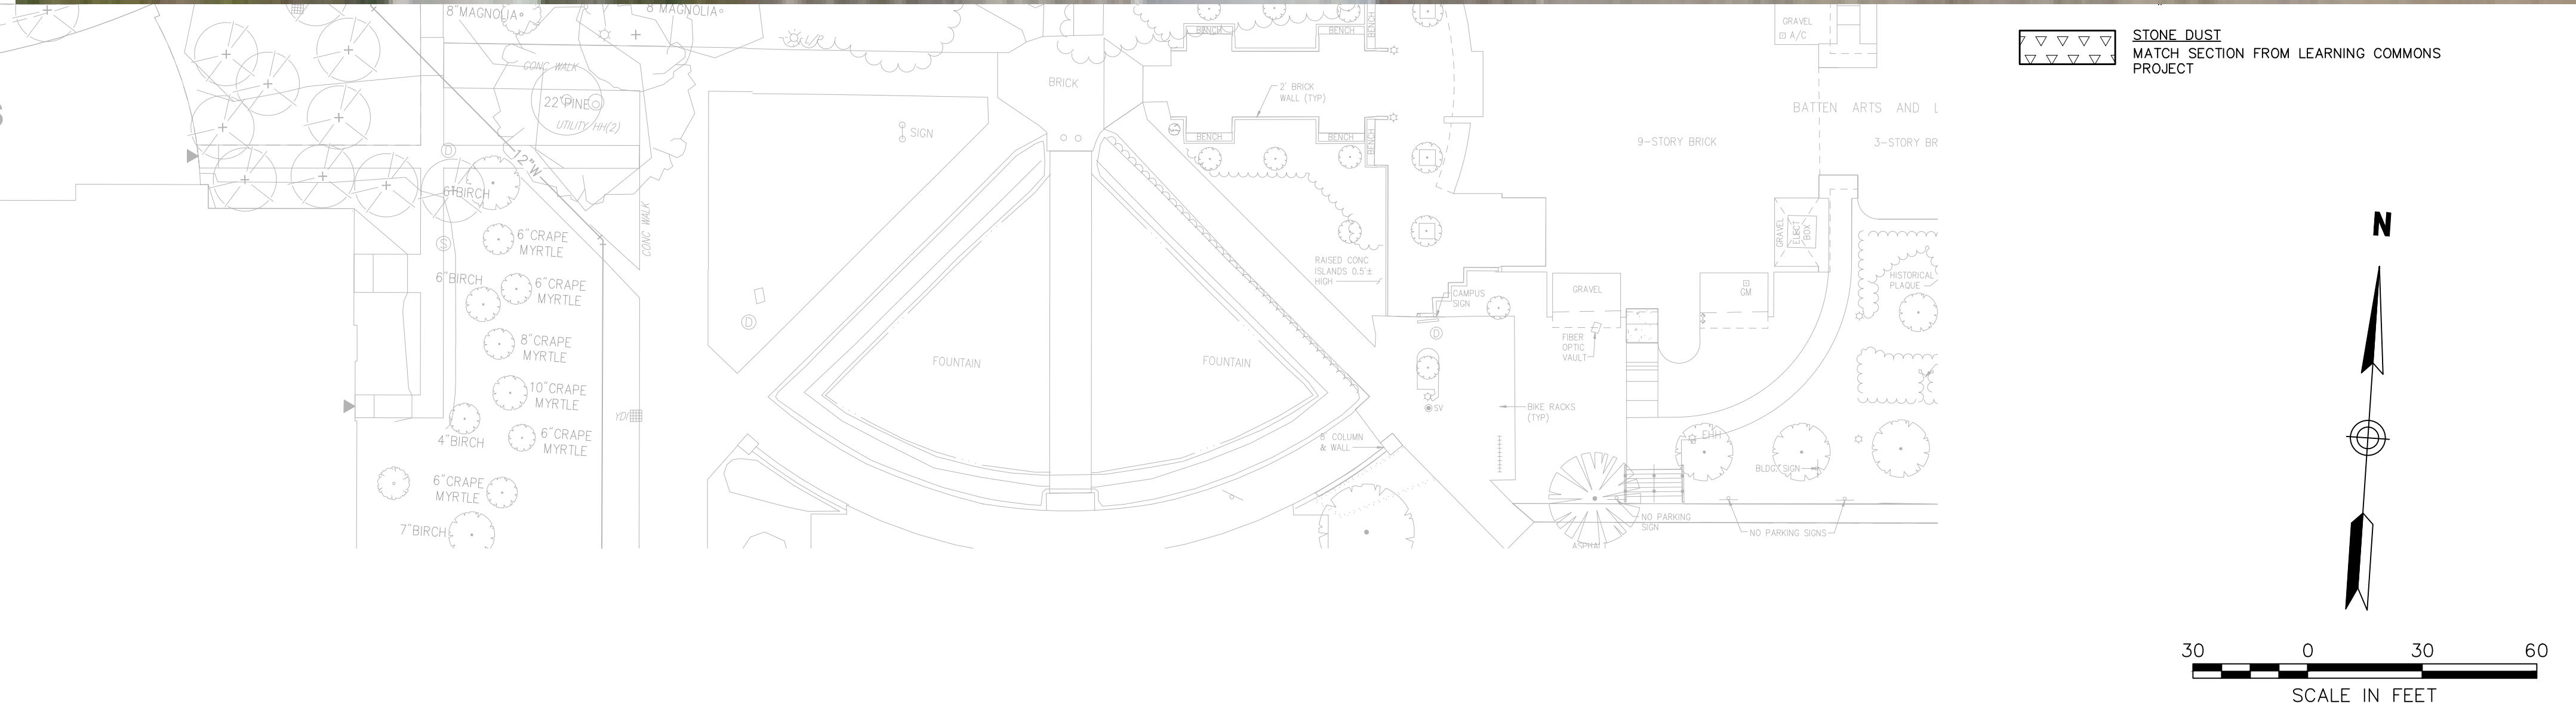 8"MAGNOLIA
8"MAGNOLIA
L/P
BENCH
BENCH
BENCH
GRAVEL
A/C
STONE DUST
MATCH SECTION FROM LEARNING COMMONS
PROJECT
CONC WALK
BRICK
2' BRICK
WALL (TYP)
22"PINE
UTILITY HH(2)
SIGN
BENCH
BENCH
BENCH
BATTEN ARTS AND L
9-STORY BRICK
3-STORY BR
D
12"W
6"BIRCH
CONC WALK
N
S
6"CRAPE
MYRTLE
GRAVEL
ELECT
BOX
6"BIRCH
6"CRAPE
MYRTLE
RAISED CONC
ISLANDS 0.5'±
HIGH
CAMPUS
SIGN
GRAVEL
GM
HISTORICAL
PLAQUE
D
D
8"CRAPE
MYRTLE
FIBER
OPTIC
VAULT
FOUNTAIN
FOUNTAIN
10"CRAPE
MYRTLE
YDI
SV
BIKE RACKS
(TYP)
4"BIRCH
6"CRAPE
MYRTLE
8' COLUMN
& WALL
EHH
BLDG. SIGN
6"CRAPE
MYRTLE
NO PARKING
SIGN
NO PARKING SIGNS
7"BIRCH
30 0 30 60
SCALE IN FEET